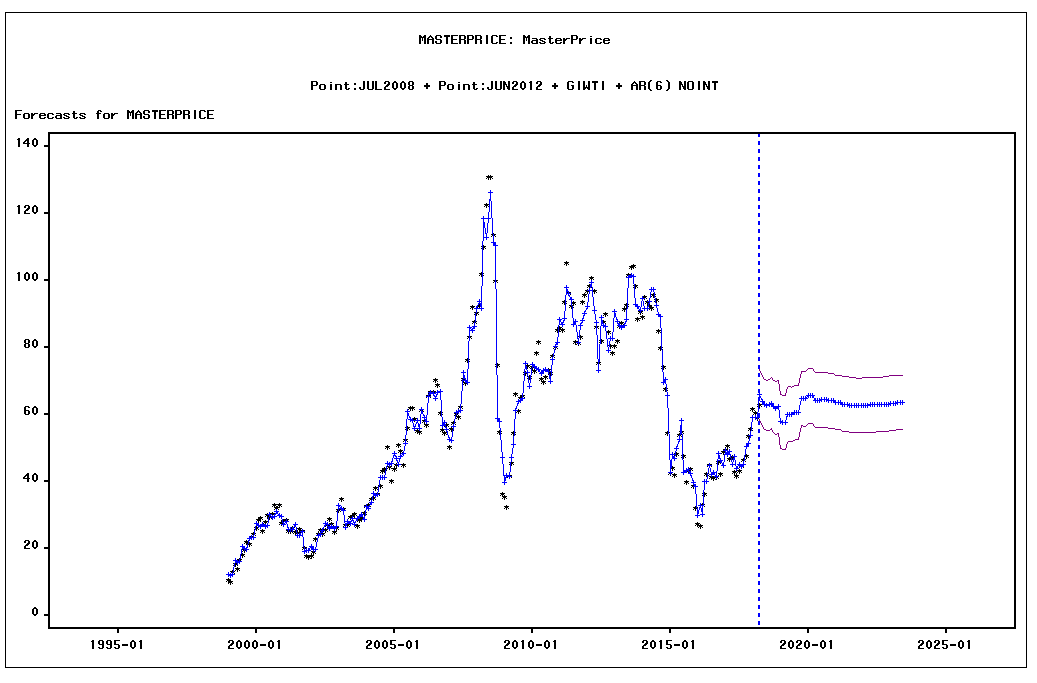 MASTERPRICE: MasterPrice
Point:JUL2008 + Point:JUN2012 + GIWTI + AR(6) NOINT
Forecasts for MASTERPRICE
140
120
100
80
60
40
20
0
1995-01 2000-01 2005-01 2010-01 2015-01 2020-01 2025-01